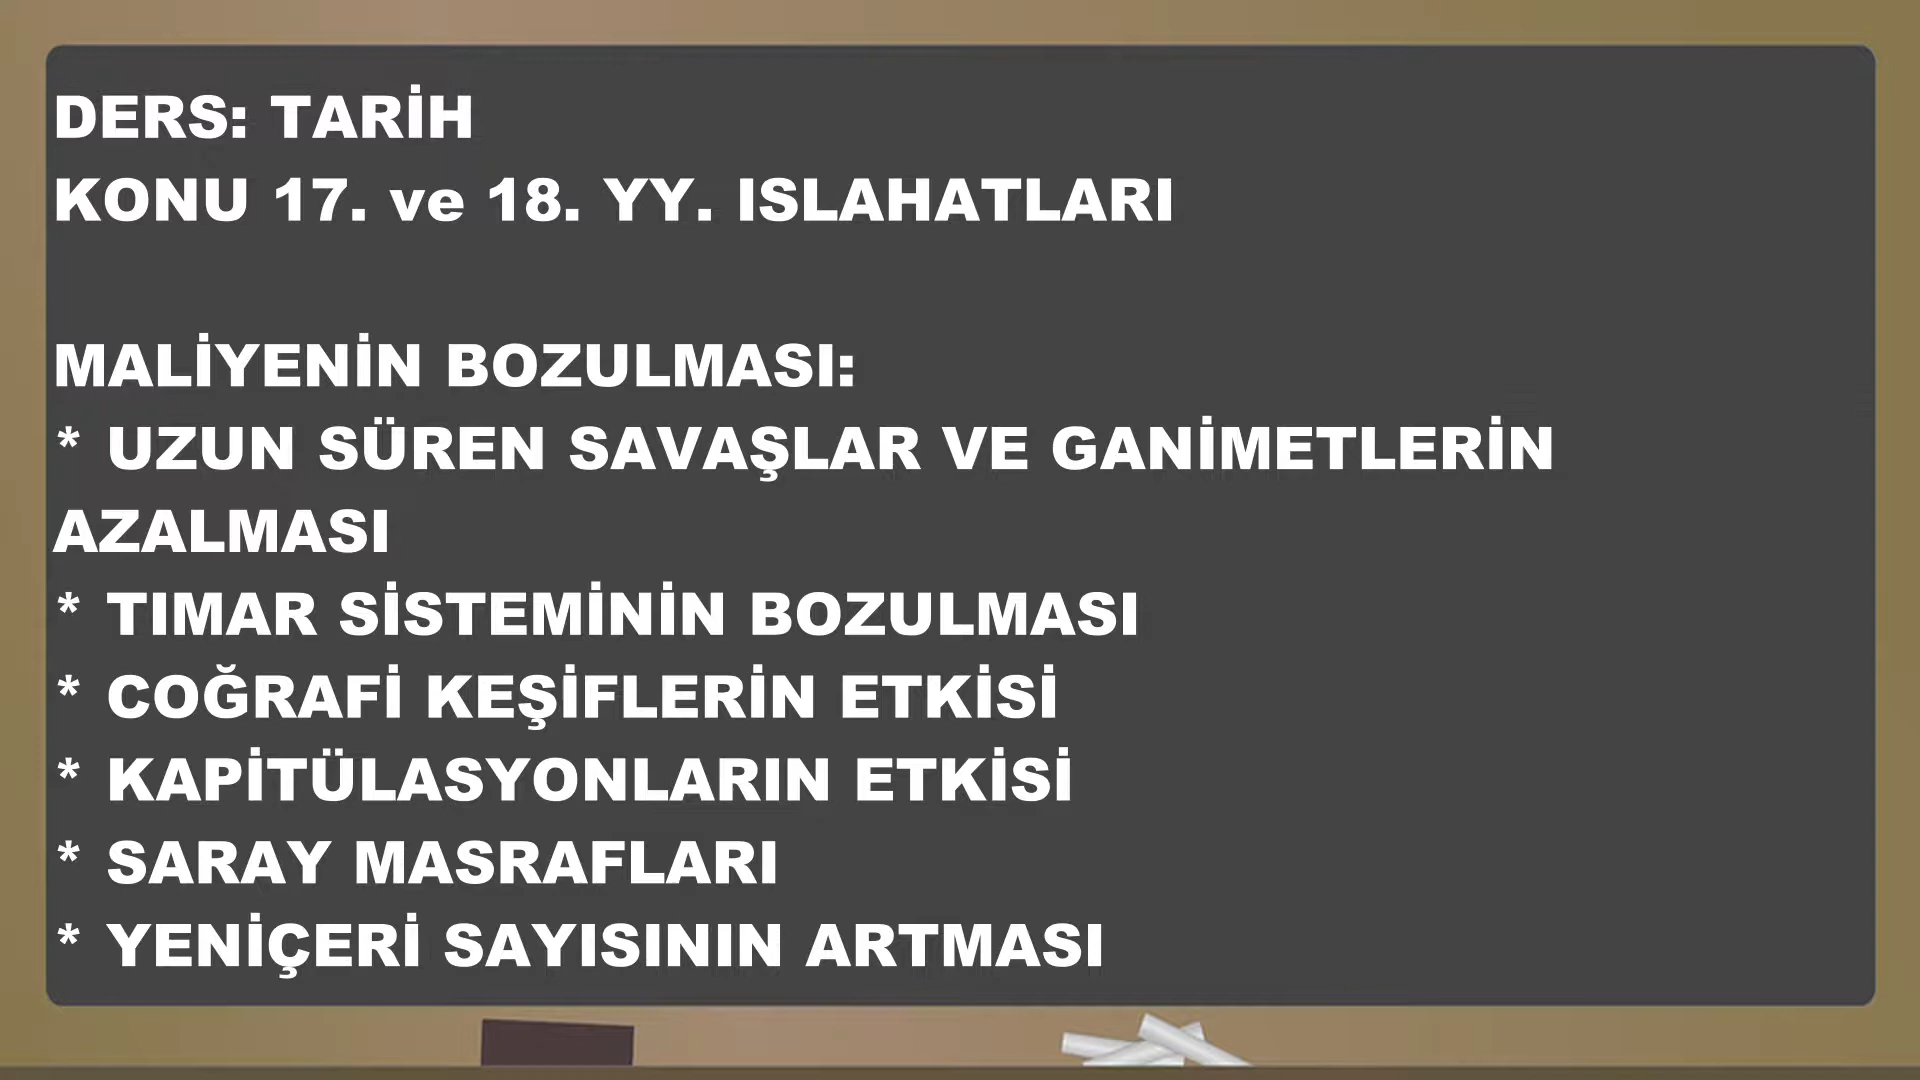 DERS: TARİH
KONU 17. ve 18. YY. ISLAHATLARI
MALİYENİN BOZULMASI:
* UZUN SÜREN SAVAŞLAR VE GANİMETLERİN
AZALMASI
* TIMAR SİSTEMİNİN BOZULMASI
* COĞRAFİ KEŞİFLERİN ETKİSİ
* KAPİTÜLASYONLARIN ETKİSİ
* SARAY MASRAFLARI
* YENİÇERİ SAYISININ ARTMASI